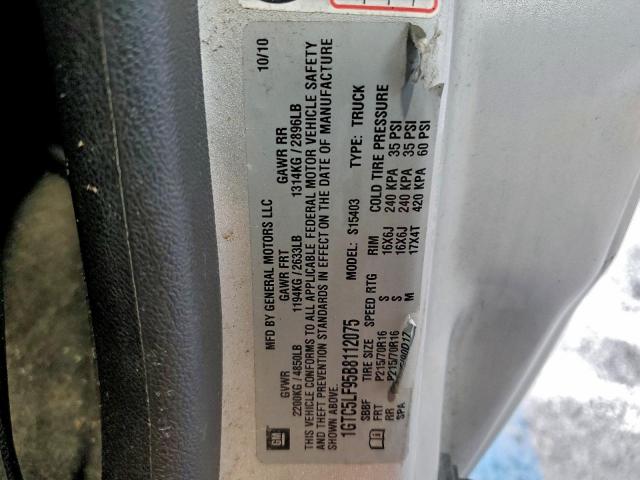 MFD BY GENERAL MOTORS LLC 10/10
GVWR GAWR FRT GAWR RR
2200KG/4850LB 1194KG/2633LB 1314KG/2896LB
THIS VEHICLE CONFORMS TO ALL APPLICABLE FEDERAL MOTOR VEHICLE SAFETY
AND THEFT PREVENTION STANDARDS IN EFFECT ON THE DATE OF MANUFACTURE
SHOWN ABOVE.
GM
1GTC5LF95B8112075 MODEL: S15403 TYPE: TRUCK
SBBF TIRE SIZE SPEED RTG RIM COLD TIRE PRESSURE
FRT P215/70R16 S 16X6J 240 KPA 35 PSI
RR P215/70R16 S 16X6J 240 KPA 35 PSI
SPA M 17X4T 420 KPA 60 PSI